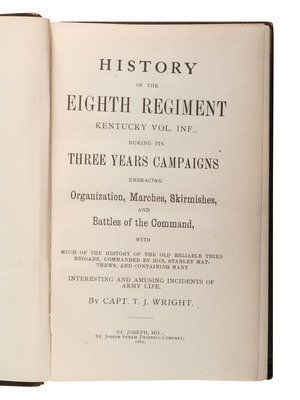 HISTORY
OF THE
EIGHTH REGIMENT
KENTUCKY VOL. INF.,
DURING ITS
THREE YEARS CAMPAIGNS
EMBRACING
Organization, Marches, Skirmishes,
AND
Battles of the Command,
WITH
MUCH OF THE HISTORY OF THE OLD RELIABLE THIRD
BRIGADE, COMMANDED BY HON. STANLEY MAT-
THEWS, AND CONTAINING MANY
INTERESTING AND AMUSING INCIDENTS OF
ARMY LIFE.
BY CAPT. T. J. WRIGHT.
ST. JOSEPH, MO.:
ST. JOSEPH STEAM PRINTING COMPANY,
1880.